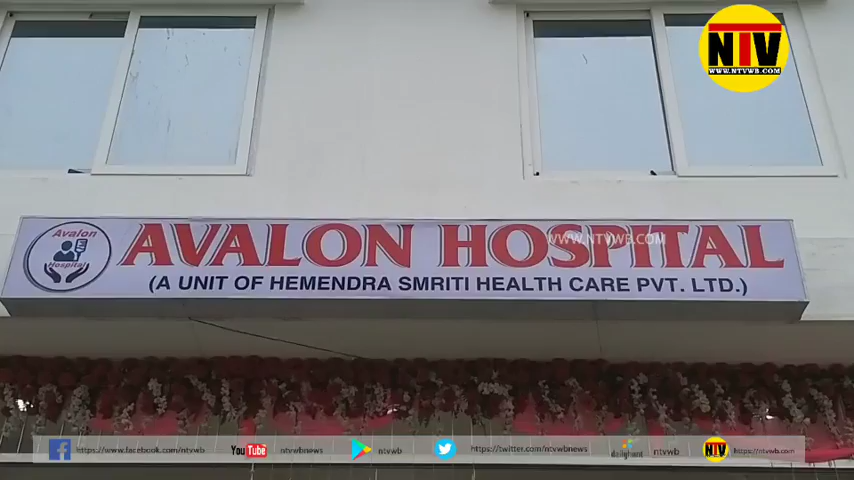 NTV
WWW.NTVWB.COM
WWW.NTVWB.COM
Avalon
Hospital
AVALON HOSPITAL
(A UNIT OF HEMENDRA SMRITI HEALTH CARE PVT. LTD.)
https://www.facebook.com/ntvwb
YouTube ntvwbnews
ntvwb
https://twitter.com/ntvwbnews
dailyhunt ntvwb
NTV https://ntvwb.com